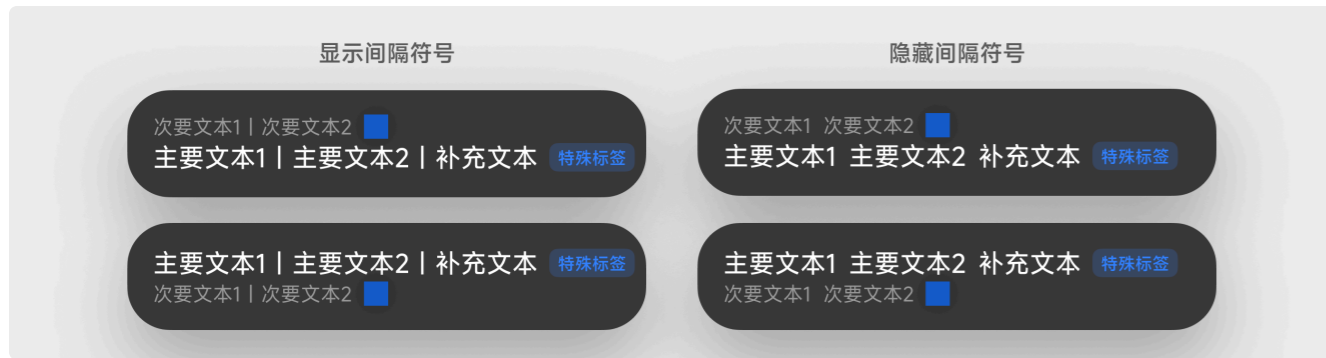 显示间隔符号
次要文本1丨次要文本2
主要文本1丨主要文本2丨补充文本 特殊标签
主要文本1丨主要文本2丨补充文本 特殊标签
次要文本1丨次要文本2
隐藏间隔符号
次要文本1 次要文本2
主要文本1 主要文本2 补充文本 特殊标签
主要文本1 主要文本2 补充文本 特殊标签
次要文本1 次要文本2